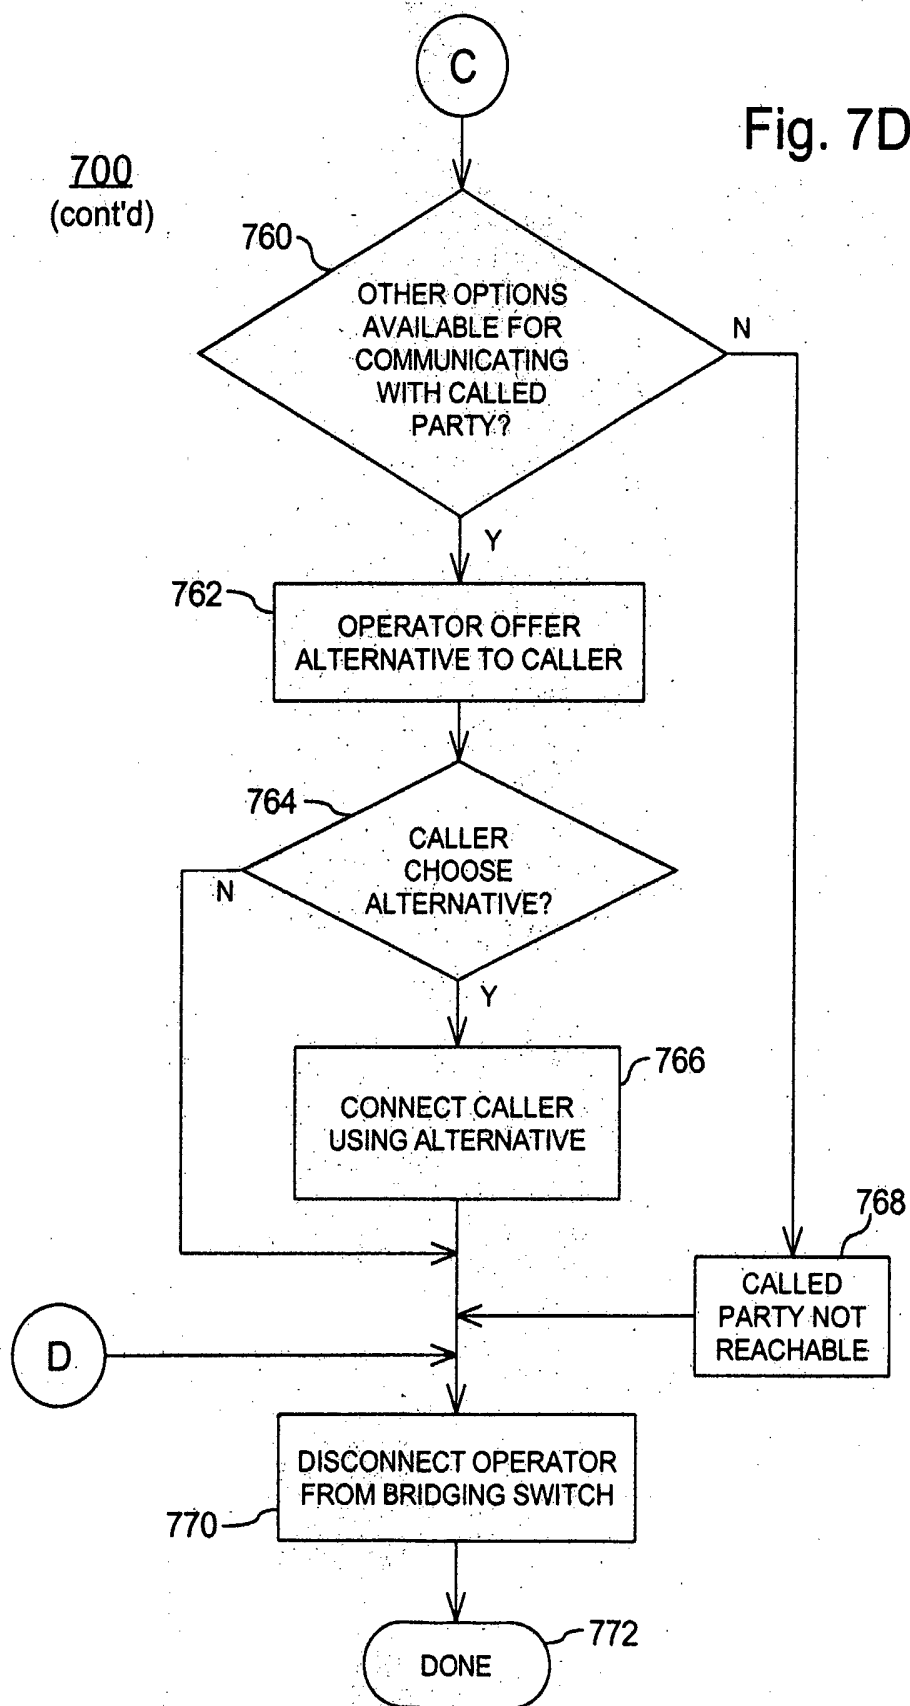 C
Fig. 7D
700
(cont'd)
760
OTHER OPTIONS
AVAILABLE FOR
COMMUNICATING
WITH CALLED
PARTY?
N
Y
762
OPERATOR OFFER
ALTERNATIVE TO CALLER
764
CALLER
CHOOSE
ALTERNATIVE?
N
Y
766
CONNECT CALLER
USING ALTERNATIVE
768
CALLED
PARTY NOT
REACHABLE
D
DISCONNECT OPERATOR
FROM BRIDGING SWITCH
770
772
DONE